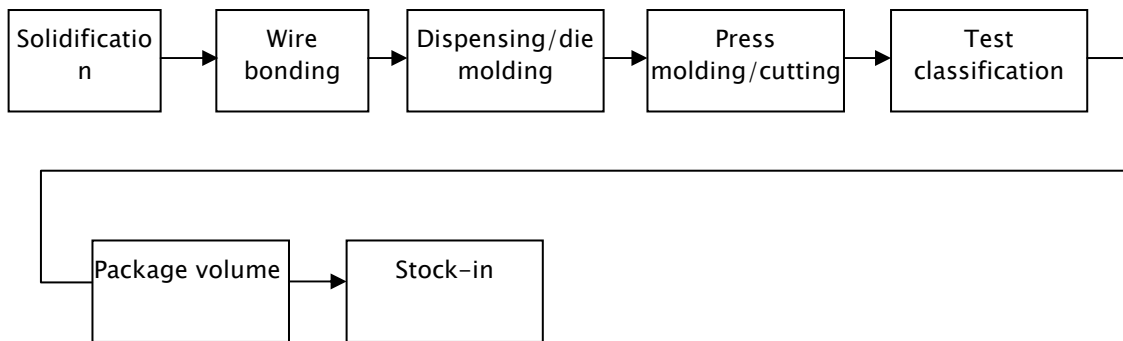 Solidificatio
n
Wire
bonding
Dispensing/die
molding
Press
molding/cutting
Test
classification
Package volume
Stock-in